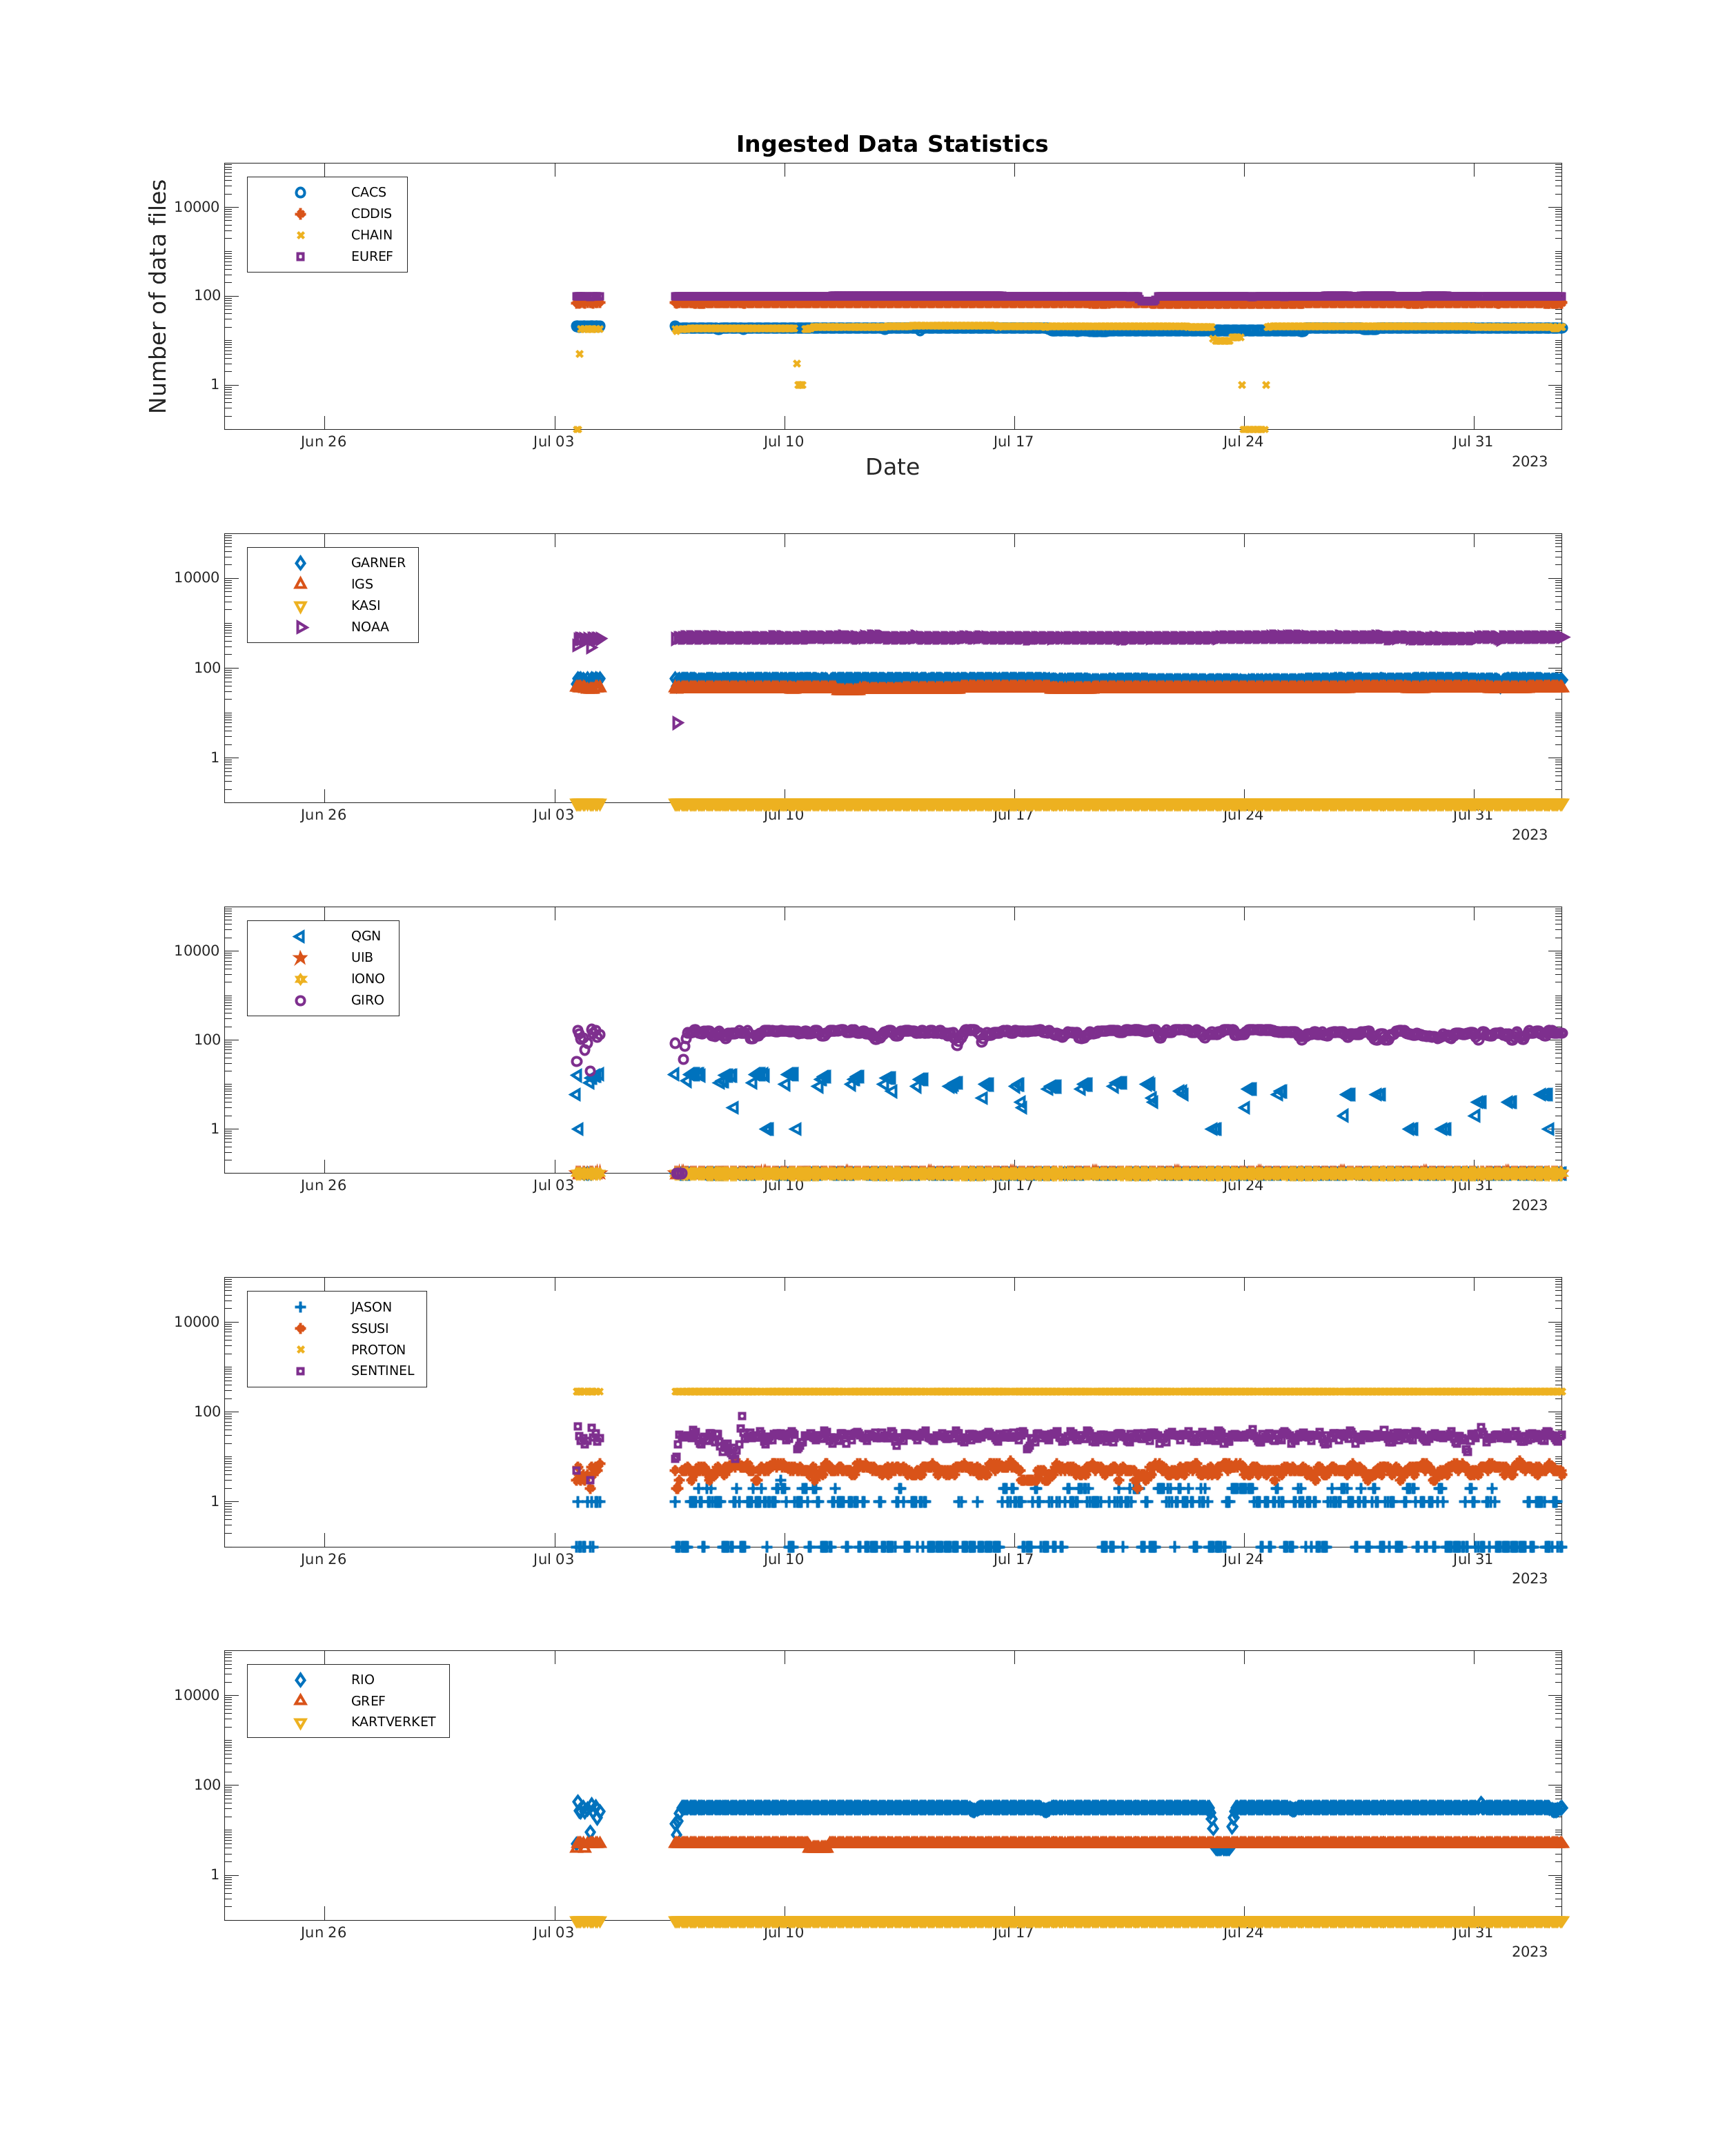 Ingested Data Statistics
Number of data files
CACS
CDDIS
CHAIN
EUREF
10000
100
1
Jun 26 Jul 03 Jul 10 Jul 17 Jul 24 Jul 31
2023
Date
GARNER
IGS
KASI
NOAA
10000
100
1
Jun 26 Jul 03 Jul 10 Jul 17 Jul 24 Jul 31
2023
QGN
UIB
IONO
GIRO
10000
100
1
Jun 26 Jul 03 Jul 10 Jul 17 Jul 24 Jul 31
2023
JASON
SSUSI
PROTON
SENTINEL
10000
100
1
Jun 26 Jul 03 Jul 10 Jul 17 Jul 24 Jul 31
2023
RIO
GREF
KARTVERKET
10000
100
1
Jun 26 Jul 03 Jul 10 Jul 17 Jul 24 Jul 31
2023